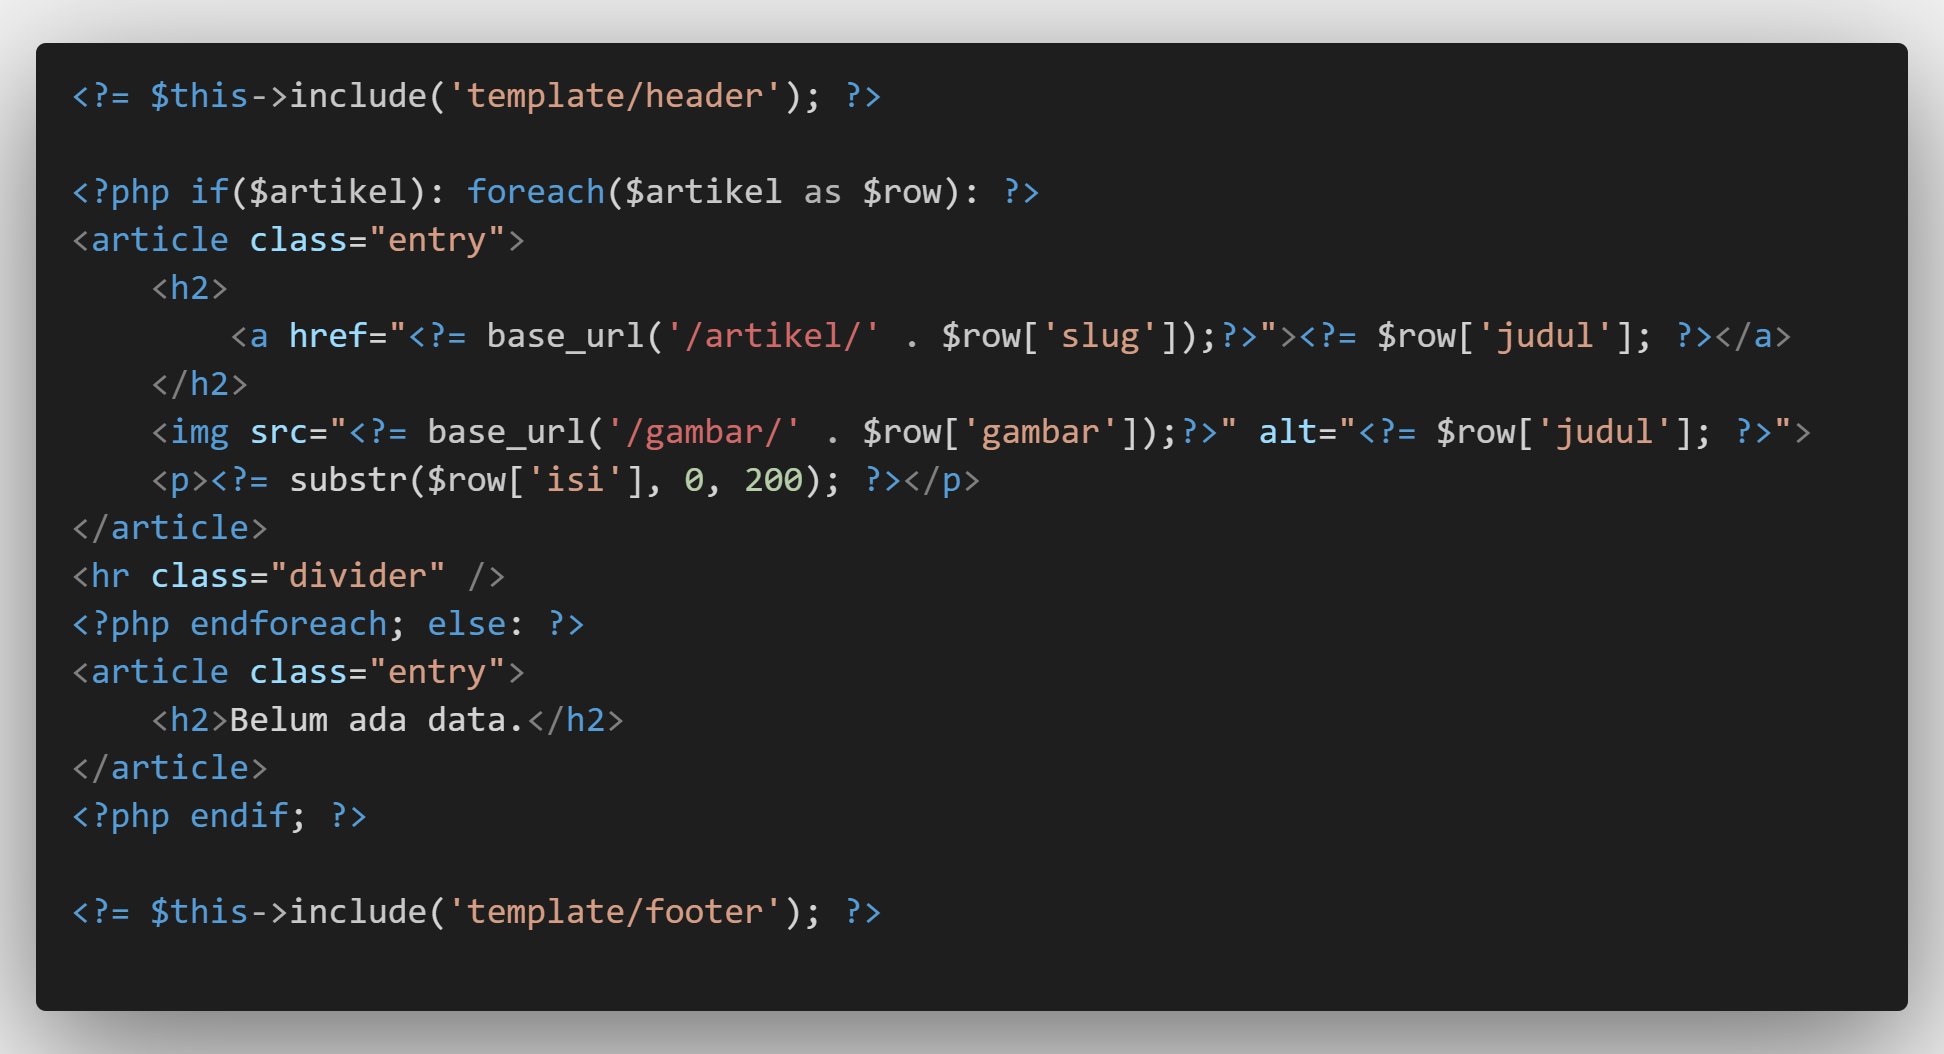 <?= $this->include('template/header'); ?>

<?php if($artikel): foreach($artikel as $row): ?>
<article class="entry">
    <h2>
        <a href="<?= base_url('/artikel/' . $row['slug']);?>"><?= $row['judul']; ?></a>
    </h2>
    <img src="<?= base_url('/gambar/' . $row['gambar']);?>" alt="<?= $row['judul']; ?>">
    <p><?= substr($row['isi'], 0, 200); ?></p>
</article>
<hr class="divider" />
<?php endforeach; else: ?>
<article class="entry">
    <h2>Belum ada data.</h2>
</article>
<?php endif; ?>

<?= $this->include('template/footer'); ?>